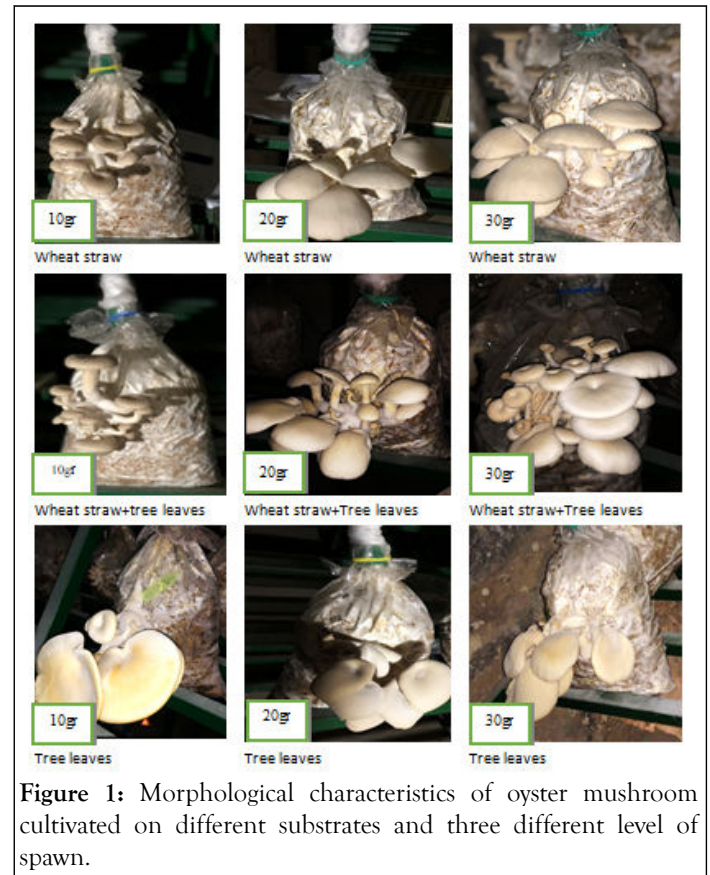 10gr
20gr
30gr
Wheat straw
Wheat straw
Wheat straw
10gr
20gr
30gr
Wheat straw+tree leaves
Wheat straw+Tree leaves
Wheat straw+Tree leaves
10gr
20gr
30gr
Tree leaves
Tree leaves
Tree leaves
Figure 1: Morphological characteristics of oyster mushroom
cultivated on different substrates and three different level of
spawn.